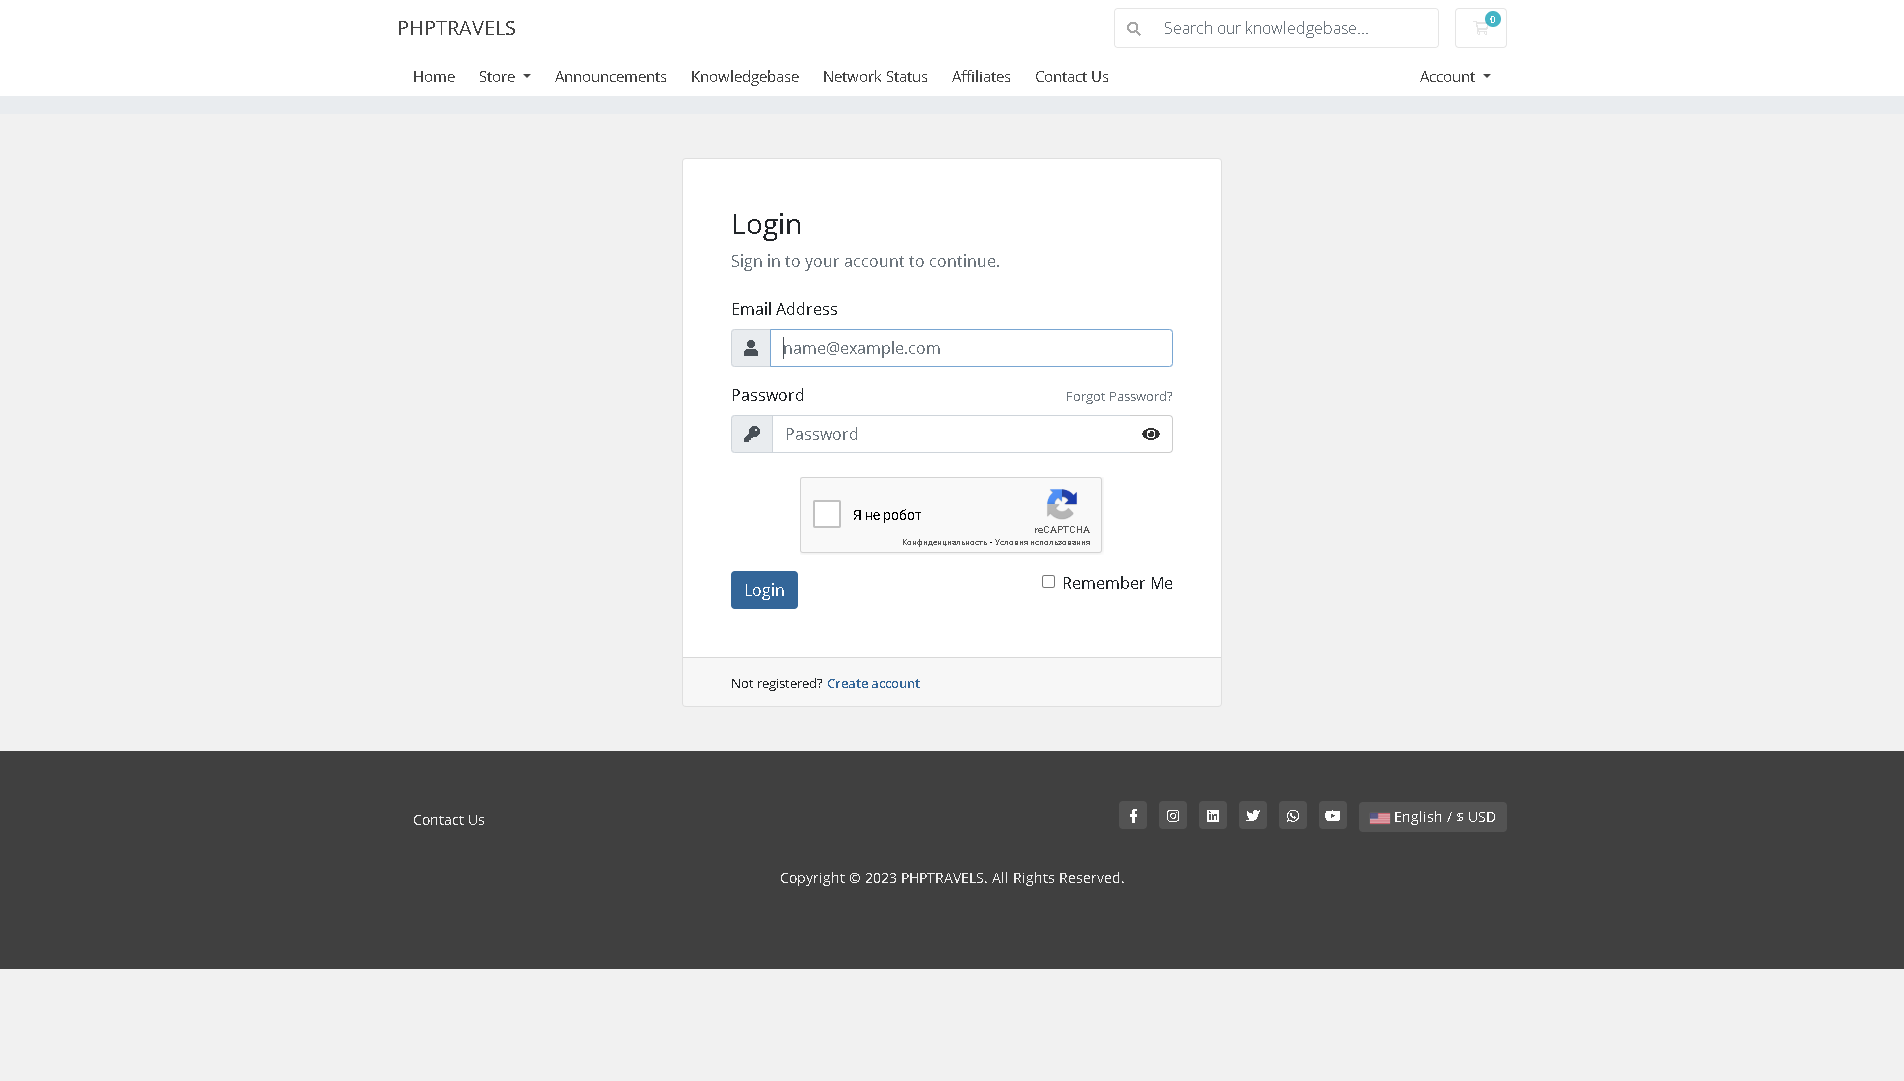 PHPTRAVELS
Search our knowledgebase...
0
Home Store Announcements Knowledgebase Network Status Affiliates Contact Us Account
Login
Sign in to your account to continue.
Email Address
name@example.com
Password Forgot Password?
Password
Я не робот
reCAPTCHA
Конфиденциальность - Условия использования
Login Remember Me
Not registered? Create account
Contact Us
English / $ USD
Copyright © 2023 PHPTRAVELS. All Rights Reserved.